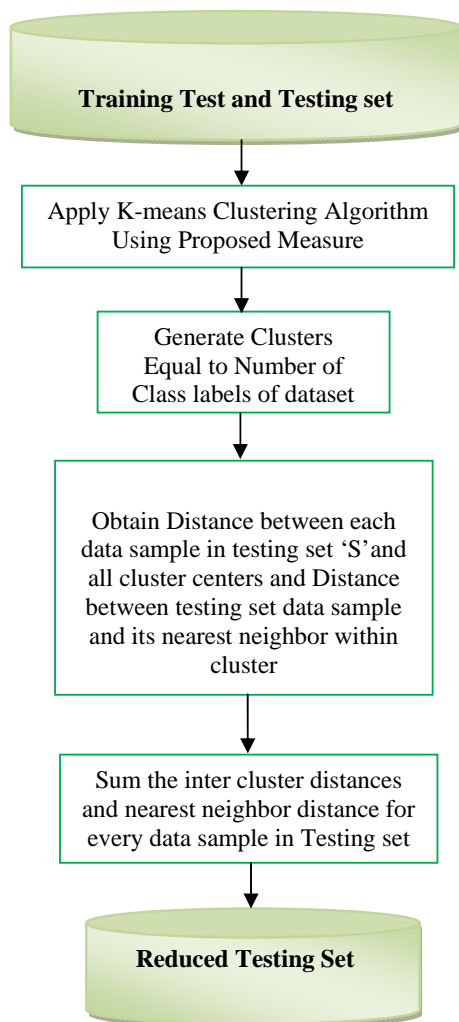 Training Test and Testing set
Apply K-means Clustering Algorithm
Using Proposed Measure
Generate Clusters
Equal to Number of
Class labels of dataset
Obtain Distance between each
data sample in testing set ‘S’and
all cluster centers and Distance
between testing set data sample
and its nearest neighbor within
cluster
Sum the inter cluster distances
and nearest neighbor distance for
every data sample in Testing set
Reduced Testing Set